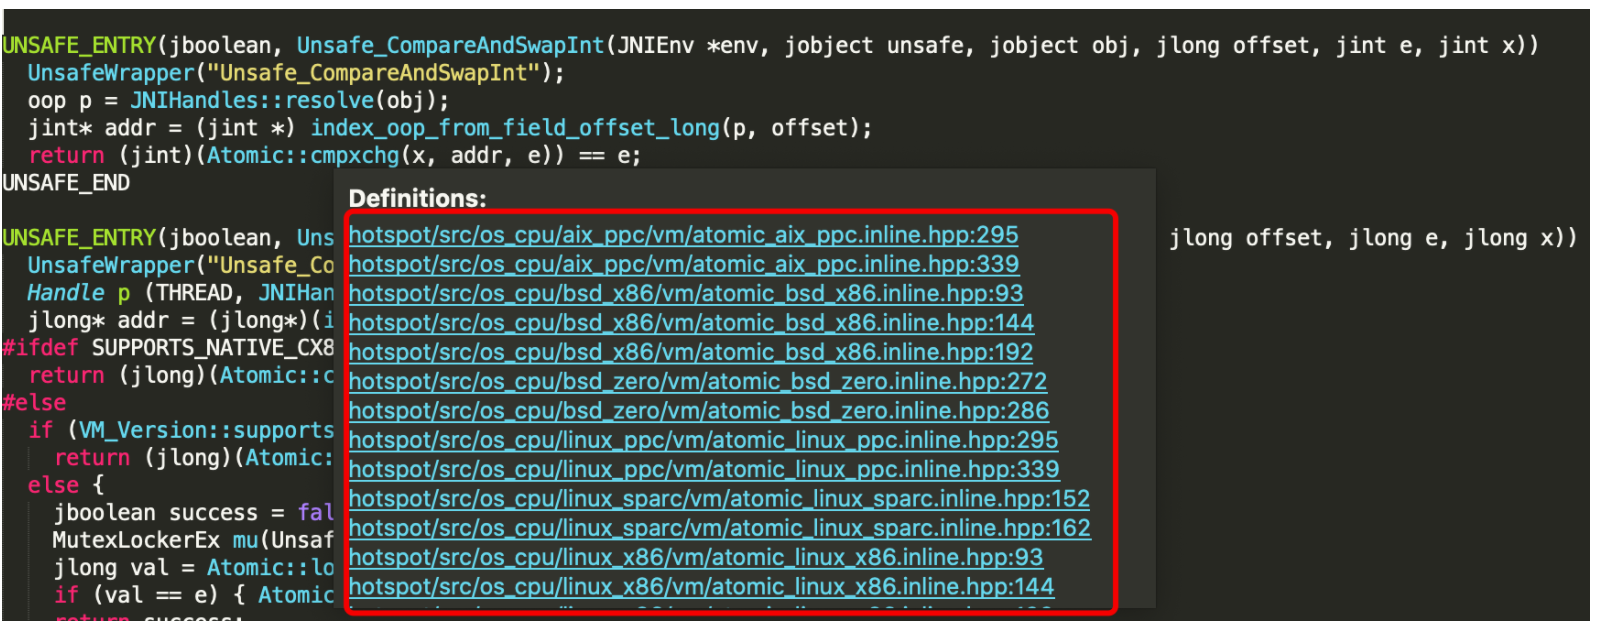 UNSAFE_ENTRY(jboolean, Unsafe_CompareAndSwapInt(JNIEnv *env, jobject unsafe, jobject obj, jlong offset, jint e, jint x))
UnsafeWrapper("Unsafe_CompareAndSwapInt");
oop p = JNIHandles::resolve(obj);
jint* addr = (jint *) index_oop_from_field_offset_long(p, offset);
return (jint)(Atomic::cmpxchg(x, addr, e)) == e;
UNSAFE_END
UNSAFE_ENTRY(jboolean, Uns
jlong offset, jlong e, jlong x))
UnsafeWrapper("Unsafe_Co
Handle p (THREAD, JNIHan
jlong* addr = (jlong*)(i
#ifdef SUPPORTS_NATIVE_CX8
return (jlong)(Atomic::c
#else
if (VM_Version::supports
return (jlong)(Atomic:
else {
jboolean success = fal
MutexLockerEx mu(Unsaf
jlong val = Atomic::lo
if (val == e) { Atomic
return success;
Definitions:
hotspot/src/os_cpu/aix_ppc/vm/atomic_aix_ppc.inline.hpp:295
hotspot/src/os_cpu/aix_ppc/vm/atomic_aix_ppc.inline.hpp:339
hotspot/src/os_cpu/bsd_x86/vm/atomic_bsd_x86.inline.hpp:93
hotspot/src/os_cpu/bsd_x86/vm/atomic_bsd_x86.inline.hpp:144
hotspot/src/os_cpu/bsd_x86/vm/atomic_bsd_x86.inline.hpp:192
hotspot/src/os_cpu/bsd_zero/vm/atomic_bsd_zero.inline.hpp:272
hotspot/src/os_cpu/bsd_zero/vm/atomic_bsd_zero.inline.hpp:286
hotspot/src/os_cpu/linux_ppc/vm/atomic_linux_ppc.inline.hpp:295
hotspot/src/os_cpu/linux_ppc/vm/atomic_linux_ppc.inline.hpp:339
hotspot/src/os_cpu/linux_sparc/vm/atomic_linux_sparc.inline.hpp:152
hotspot/src/os_cpu/linux_sparc/vm/atomic_linux_sparc.inline.hpp:162
hotspot/src/os_cpu/linux_x86/vm/atomic_linux_x86.inline.hpp:93
hotspot/src/os_cpu/linux_x86/vm/atomic_linux_x86.inline.hpp:144